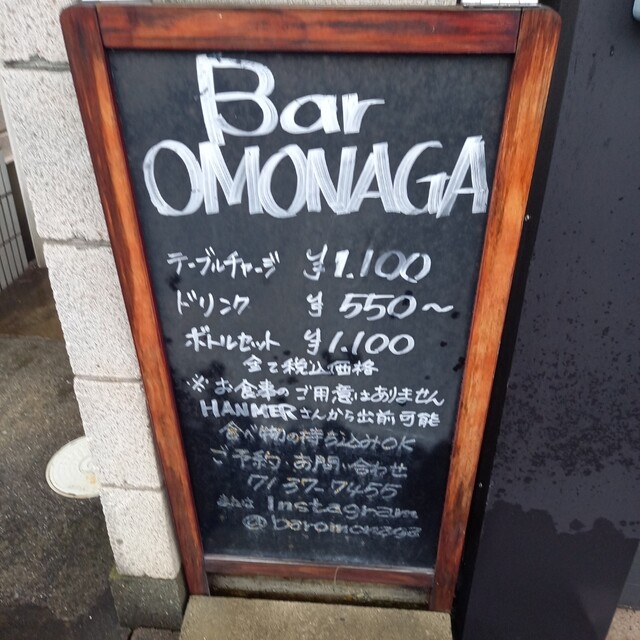 Bar
OMONAGA
テーブルチャージ ¥1.100
ドリンク ¥550〜
ボトルセット ¥1.100
全て税込価格
※お食事のご用意はありません
HANMERさんから出前可能
食べ物の持ち込みOK
ご予約・お問い合わせ
7137-7455
Instagram
@baromonaga